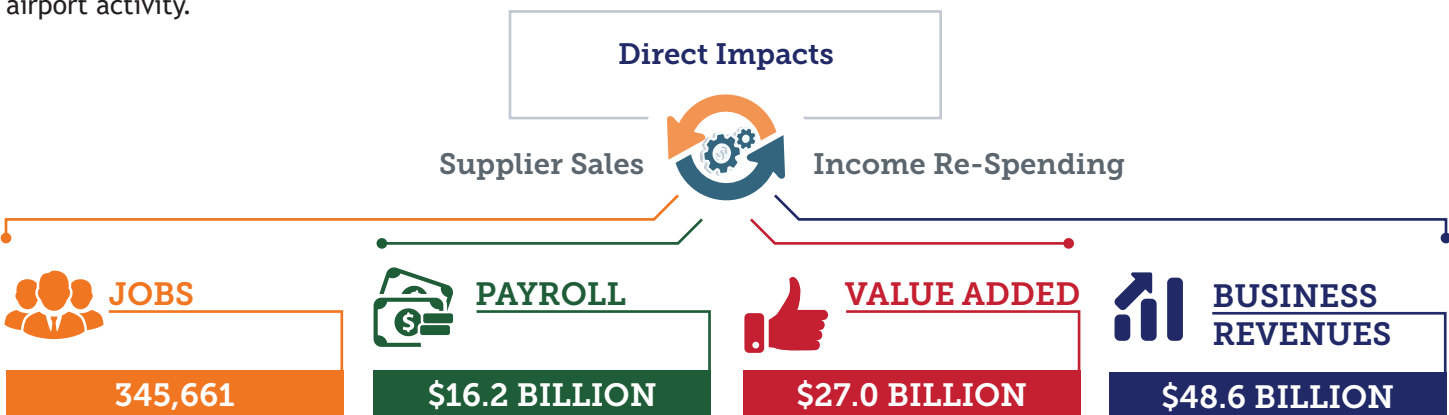 airport activity.
Direct Impacts
Supplier Sales
Income Re-Spending
JOBS
345,661
PAYROLL
$
$16.2 BILLION
VALUE ADDED
$27.0 BILLION
BUSINESS
REVENUES
$48.6 BILLION